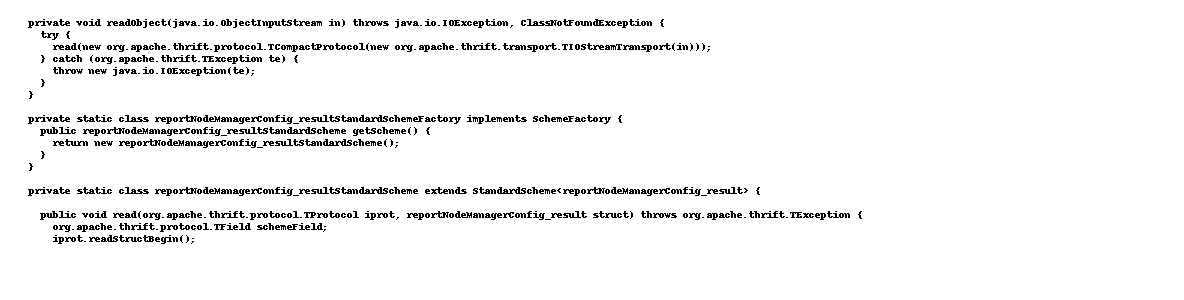 private void readObject(java.io.ObjectInputStream in) throws java.io.IOException, ClassNotFoundException {
try {
read(new org.apache.thrift.protocol.TCompactProtocol(new org.apache.thrift.transport.TIOStreamTransport(in)));
} catch (org.apache.thrift.TException te) {
throw new java.io.IOException(te);
}
}
private static class reportNodeManagerConfig_resultStandardSchemeFactory implements SchemeFactory {
public reportNodeManagerConfig_resultStandardScheme getScheme() {
return new reportNodeManagerConfig_resultStandardScheme();
}
}
private static class reportNodeManagerConfig_resultStandardScheme extends StandardScheme<reportNodeManagerConfig_result> {
public void read(org.apache.thrift.protocol.TProtocol iprot, reportNodeManagerConfig_result struct) throws org.apache.thrift.TException {
org.apache.thrift.protocol.TField schemeField;
iprot.readStructBegin();